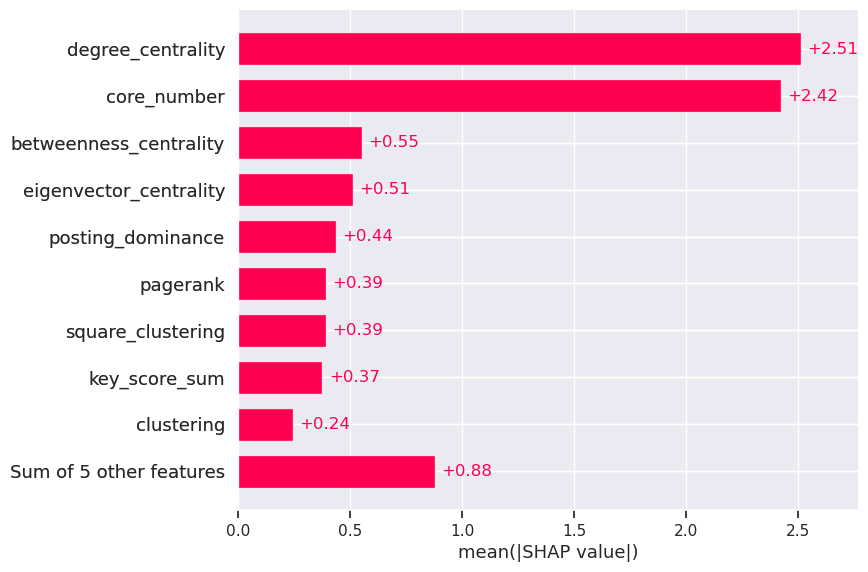 degree_centrality +2.51
core_number +2.42
betweenness_centrality +0.55
eigenvector_centrality +0.51
posting_dominance +0.44
pagerank +0.39
square_clustering +0.39
key_score_sum +0.37
clustering +0.24
Sum of 5 other features +0.88
0.0 0.5 1.0 1.5 2.0 2.5
mean(|SHAP value|)